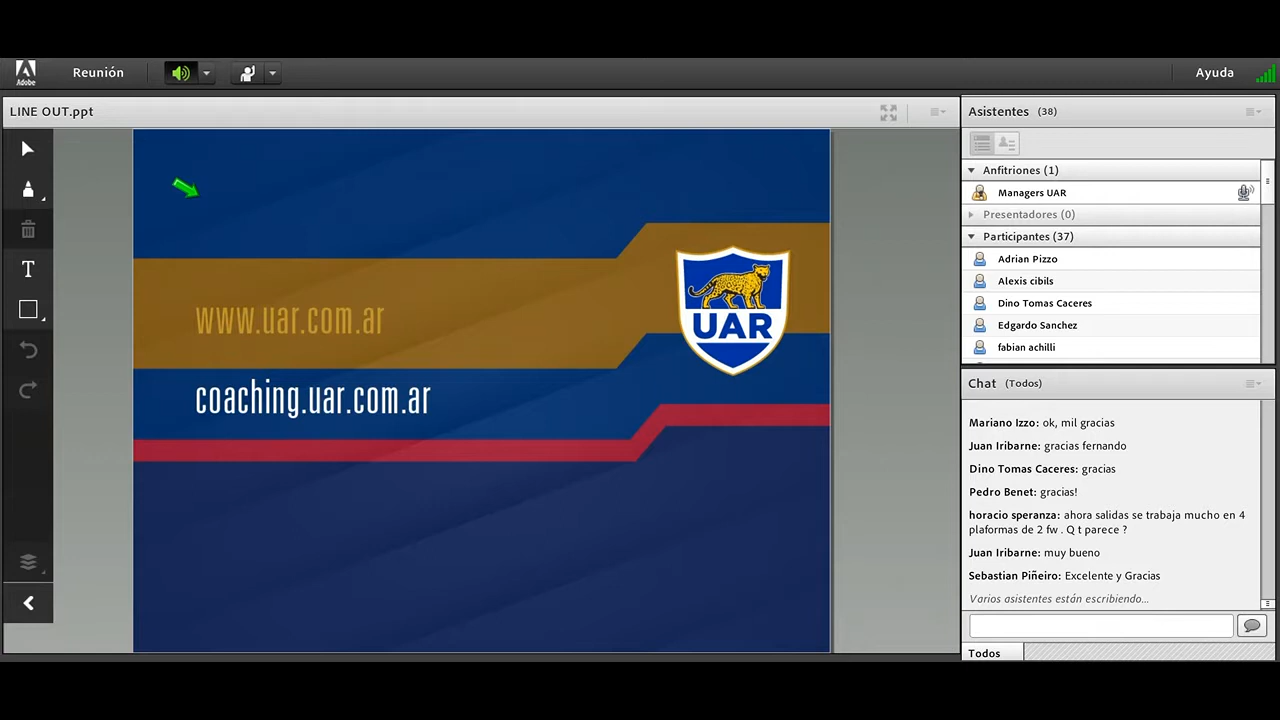 Adobe
Reunión
Ayuda
LINE OUT.ppt
www.uar.com.ar
UAR
coaching.uar.com.ar
T
Asistentes (38)
Anfitriones (1)
Managers UAR
Presentadores (0)
Participantes (37)
Adrian Pizzo
Alexis cibils
Dino Tomas Caceres
Edgardo Sanchez
fabian achilli
Chat (Todos)
Mariano Izzo: ok, mil gracias
Juan Iribarne: gracias fernando
Dino Tomas Caceres: gracias
Pedro Benet: gracias!
horacio speranza: ahora salidas se trabaja mucho en 4
plaformas de 2 fw . Q t parece ?
Juan Iribarne: muy bueno
Sebastian Piñeiro: Excelente y Gracias
Varios asistentes están escribiendo...
Todos